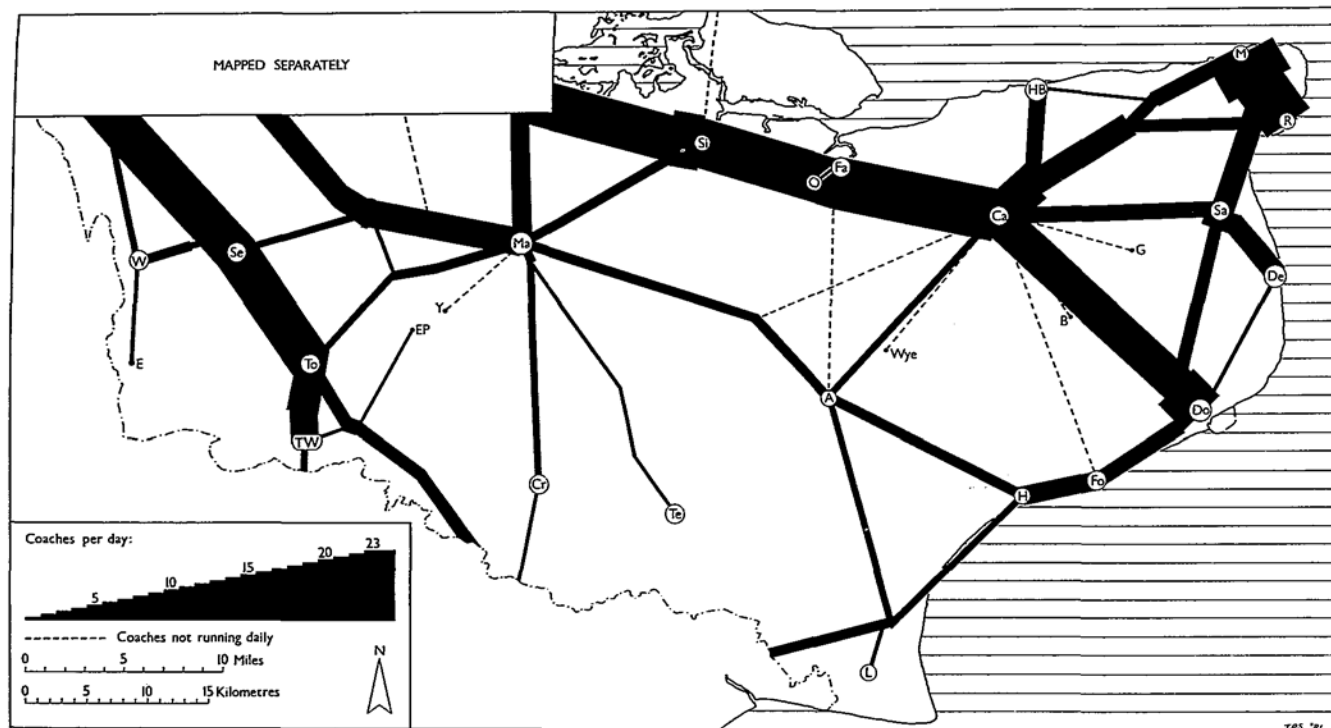 MAPPED SEPARATELY
M
HB
R
Si
Fa
O
Ca
Sa
Ma
Se
W
G
De
Y
B
EP
Wye
E
To
A
Do
TW
Fo
Cr
H
Te
L
Coaches per day:
5 10 15 20 23
Coaches not running daily
0 5 10 Miles
0 5 10 15 Kilometres
N